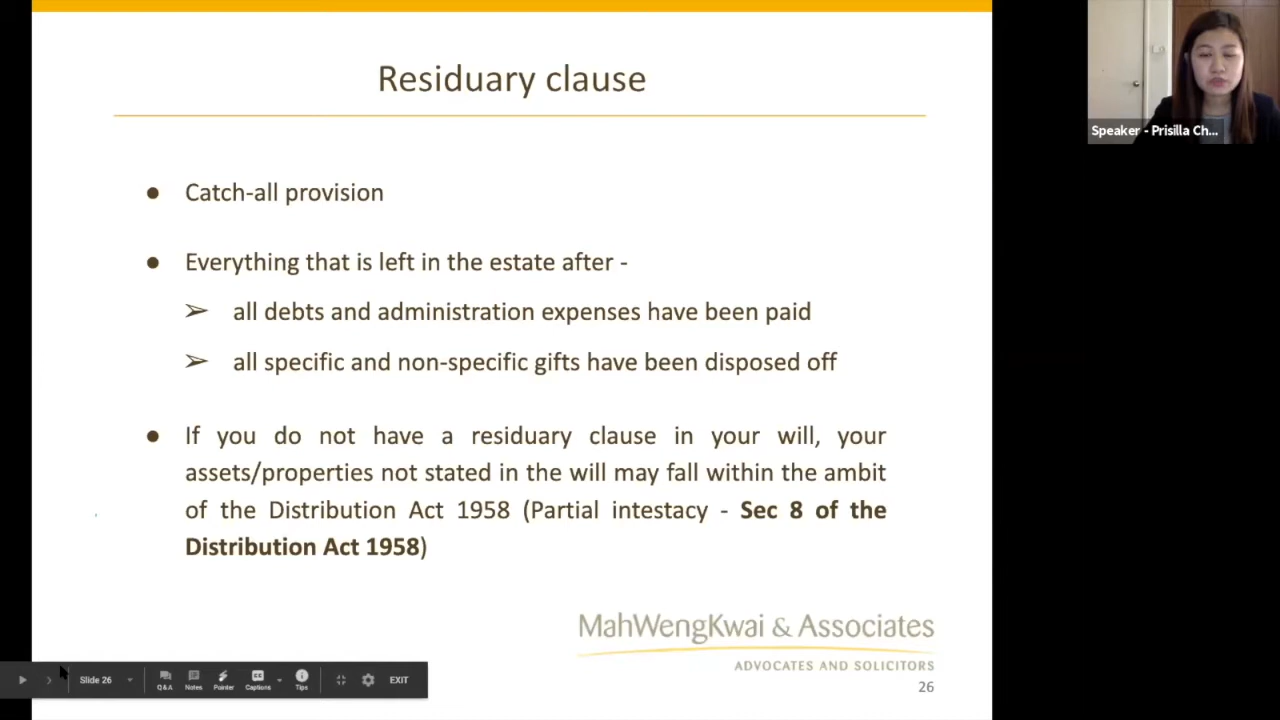 Residuary clause
● Catch-all provision
● Everything that is left in the estate after -
➢ all debts and administration expenses have been paid
➢ all specific and non-specific gifts have been disposed off
● If you do not have a residuary clause in your will, your
assets/properties not stated in the will may fall within the ambit
of the Distribution Act 1958 (Partial intestacy - Sec 8 of the
Distribution Act 1958)
MahWengKwai & Associates
ADVOCATES AND SOLICITORS
26
Slide 26
Q&A
Notes
Pointer
Captions
Tips
EXIT
Speaker - Prisilla Ch...